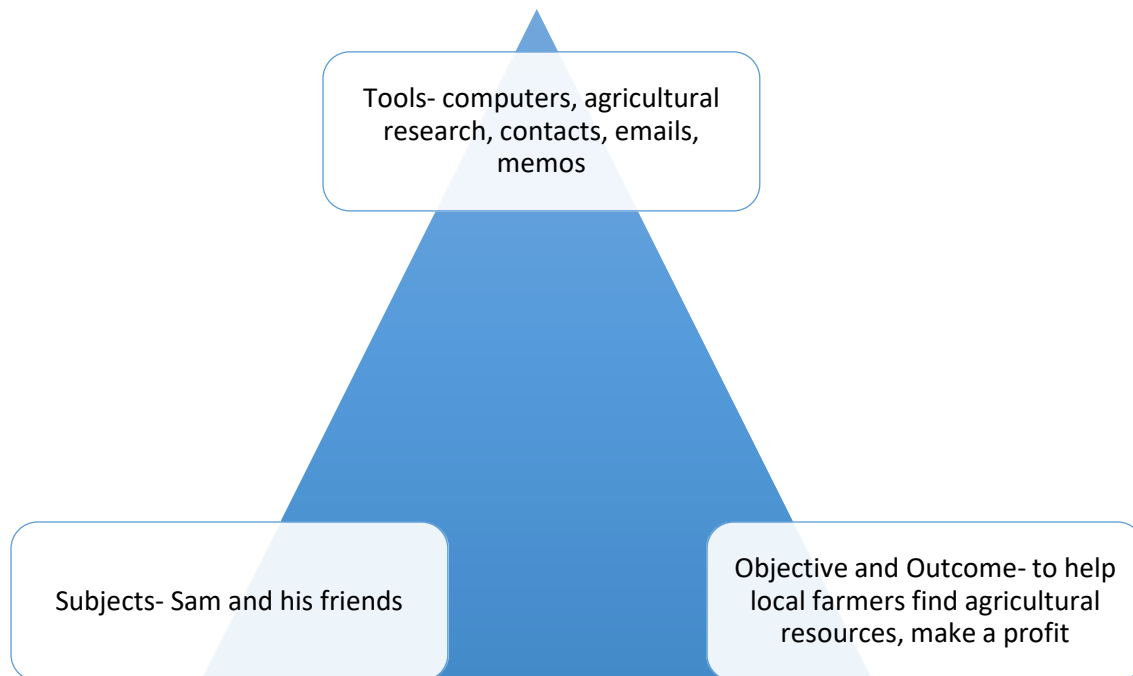 Tools- computers, agricultural
research, contacts, emails,
memos
Subjects- Sam and his friends
Objective and Outcome- to help
local farmers find agricultural
resources, make a profit